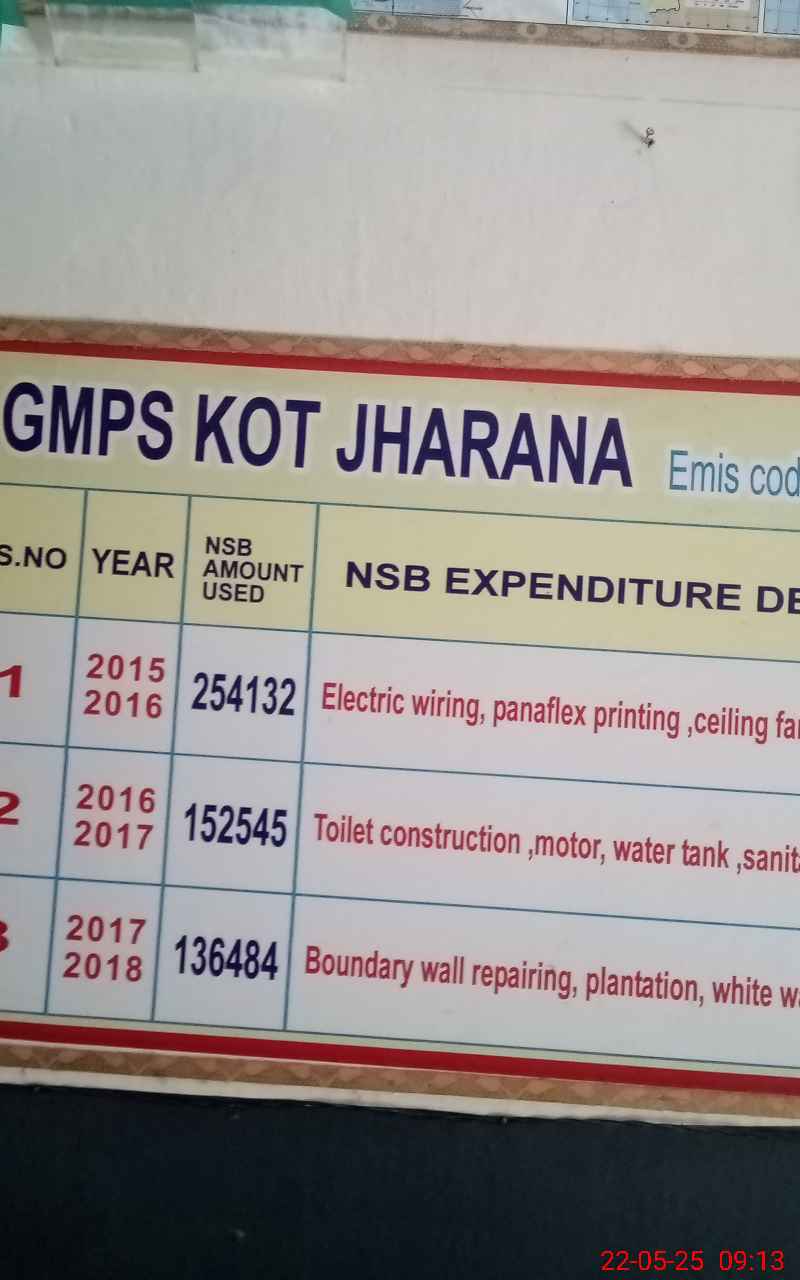 GMPS KOT JHARANA Emis cod
S.NO YEAR NSB AMOUNT USED NSB EXPENDITURE DE
1 2015 2016 254132 Electric wiring, panaflex printing ,ceiling fan
2 2016 2017 152545 Toilet construction ,motor, water tank ,sanit
3 2017 2018 136484 Boundary wall repairing, plantation, white wa
22-05-25 09:13